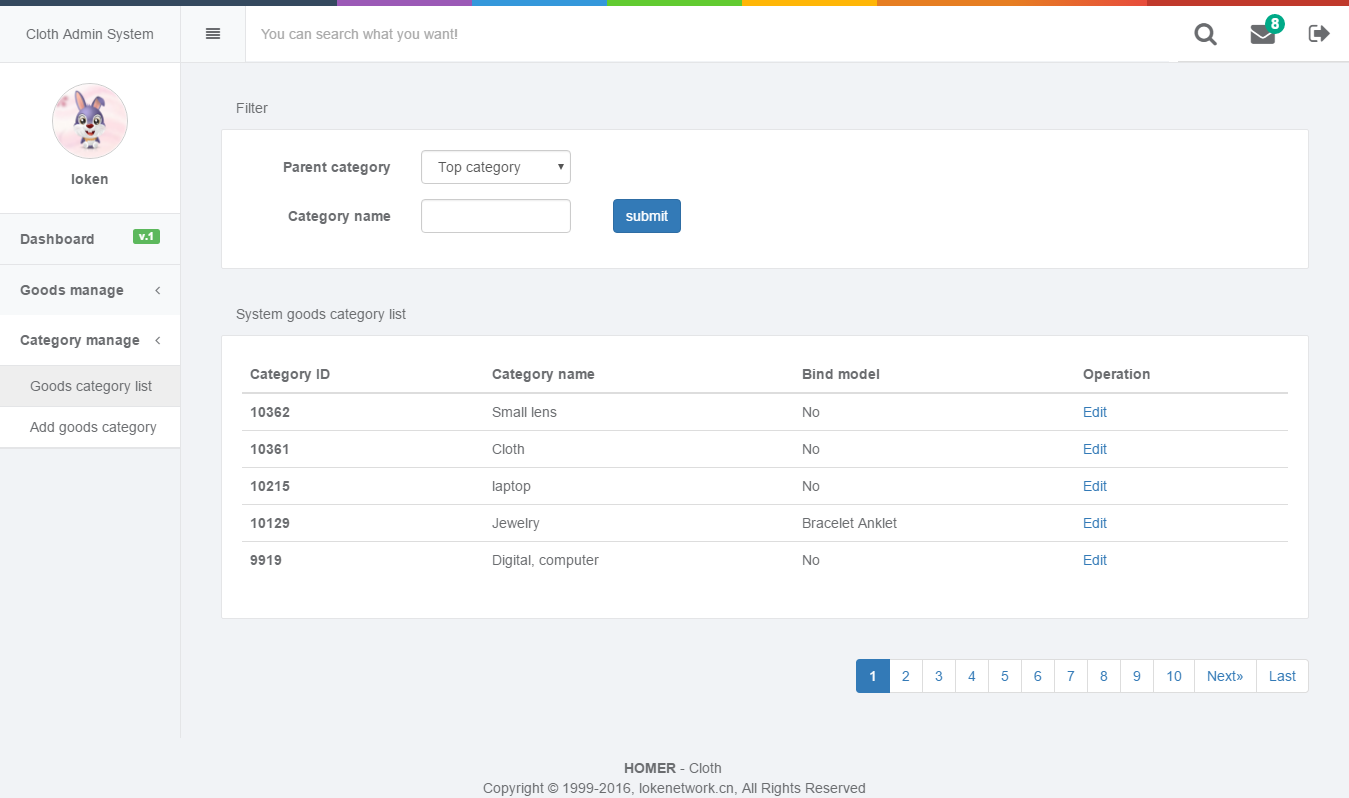 Cloth Admin System
You can search what you want!
8
loken
Dashboard v.1
Goods manage
Category manage
Goods category list
Add goods category
Filter
Parent category Top category
Category name submit
System goods category list
Category ID Category name Bind model Operation
10362 Small lens No Edit
10361 Cloth No Edit
10215 laptop No Edit
10129 Jewelry Bracelet Anklet Edit
9919 Digital, computer No Edit
1 2 3 4 5 6 7 8 9 10 Next» Last
HOMER - Cloth
Copyright © 1999-2016, lokenetwork.cn, All Rights Reserved